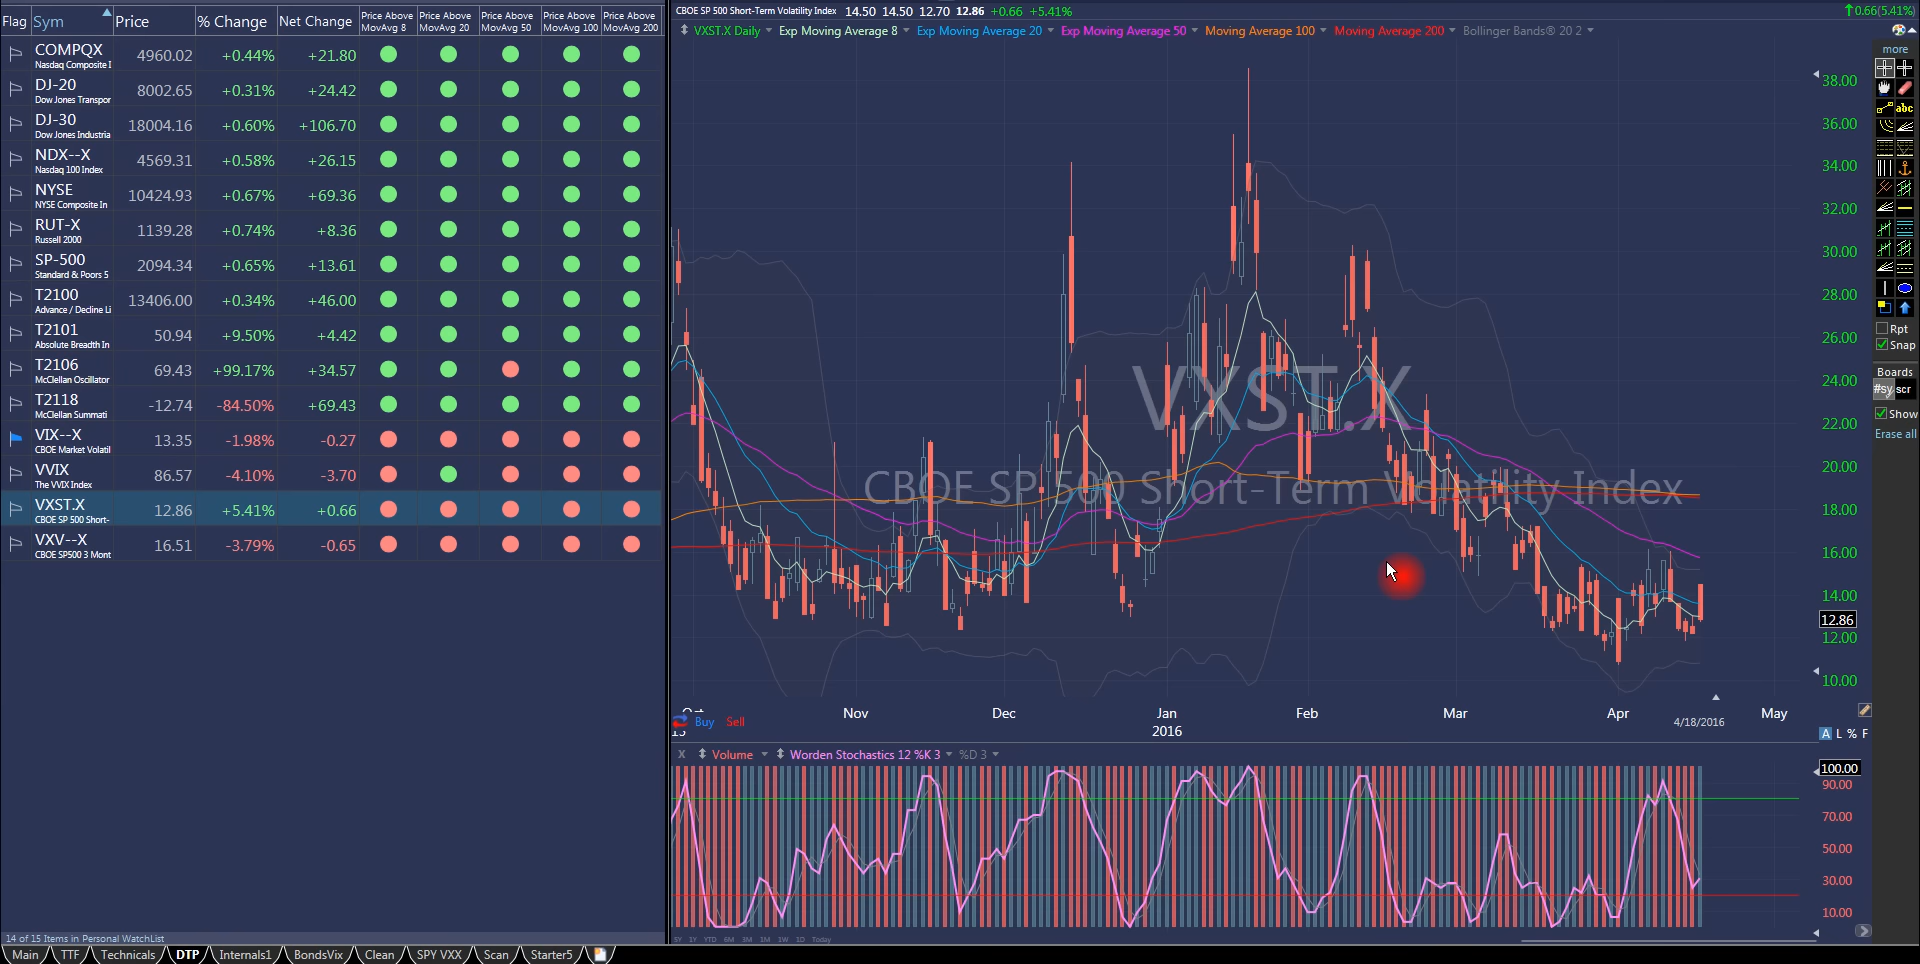 Flag Sym Price % Change Net Change Price Above MovAvg 8 Price Above MovAvg 20 Price Above MovAvg 50 Price Above MovAvg 100 Price Above MovAvg 200
COMPQX 4960.02 +0.44% +21.80
Nasdaq Composite I
DJ-20 8002.65 +0.31% +24.42
Dow Jones Transpor
DJ-30 18004.16 +0.60% +106.70
Dow Jones Industria
NDX--X 4569.31 +0.58% +26.15
Nasdaq 100 Index
NYSE 10424.93 +0.67% +69.36
NYSE Composite In
RUT-X 1139.28 +0.74% +8.36
Russell 2000
SP-500 2094.34 +0.65% +13.61
Standard & Poors 5
T2100 13406.00 +0.34% +46.00
Advance / Decline Li
T2101 50.94 +9.50% +4.42
Absolute Breadth In
T2106 69.43 +99.17% +34.57
McClellan Oscillator
T2118 -12.74 -84.50% +69.43
McClellan Summati
VIX--X 13.35 -1.98% -0.27
CBOE Market Volatil
VVIX 86.57 -4.10% -3.70
The VVIX Index
VXST.X 12.86 +5.41% +0.66
CBOE SP 500 Short-
VXV--X 16.51 -3.79% -0.65
CBOE SP500 3 Mont
14 of 15 Items in Personal WatchList
Main TTF Technicals DTP Internals1 BondsVix Clean SPY VXX Scan Starter5
CBOE SP 500 Short-Term Volatility Index 14.50 14.50 12.70 12.86 +0.66 +5.41% 0.66(5.41%)
VXST.X Daily Exp Moving Average 8 Exp Moving Average 20 Exp Moving Average 50 Moving Average 100 Moving Average 200 Bollinger Bands® 20 2
VXST.X
CBOE SP 500 Short-Term Volatility Index
38.00
36.00
34.00
32.00
30.00
28.00
26.00
24.00
22.00
20.00
18.00
16.00
14.00
12.86
12.00
10.00
Nov Dec Jan Feb Mar Apr May
2016
4/18/2016
Buy Sell
A L % F
X Volume Worden Stochastics 12 %K 3 %D 3
100.00
90.00
70.00
50.00
30.00
10.00
5Y 1Y YTD 6M 3M 1M 1W 1D Today
more
abc
Rpt
Snap
Boards
#sy scr
Show
Erase all